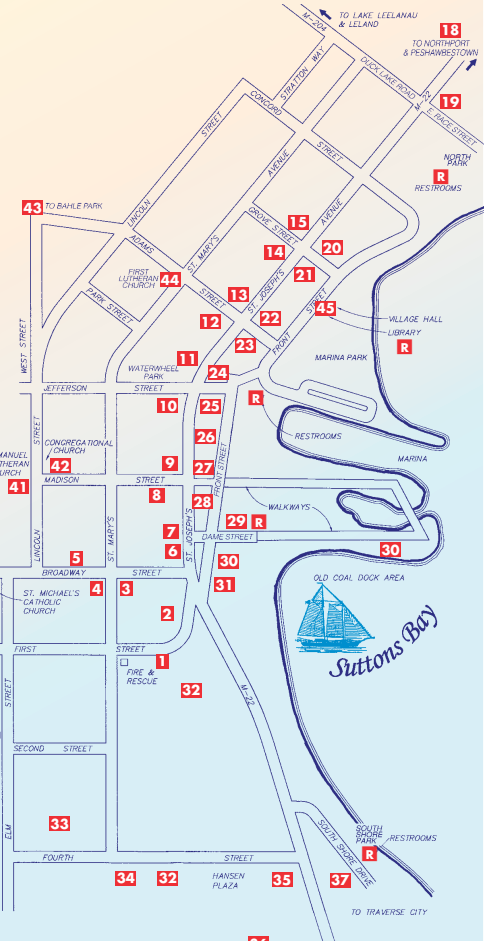 TO LAKE LEELANAU
& LELAND
M-204
18
TO NORTHPORT
& PESHAWBESTOWN
STRATTON WAY
DUCK LAKE ROAD
M-22
19
E. RACE STREET
CONCORD
STREET
STREET
NORTH
PARK
R
RESTROOMS
AVENUE
43 TO BAHLE PARK
LINCOLN
GROVE STREET
15
AVENUE
ADAMS
ST. MARY'S
14
20
FIRST
LUTHERAN
CHURCH
44
STREET
13
ST. JOSEPH'S
21
STREET
45
PARK STREET
12
22
VILLAGE HALL
LIBRARY
R
23
FRONT
WEST STREET
11
WATERWHEEL
PARK
24
MARINA PARK
JEFFERSON
STREET
10
25
R
RESTROOMS
STREET
CONGREGATIONAL
CHURCH
42
26
FRONT STREET
MARINA
MANUEL
THERAN
URCH
41
9
27
MADISON
STREET
8
28
WALKWAYS
LINCOLN
ST. MARY'S
7
ST. JOSEPH'S
29 R
DAME STREET
6
30
30
5
BROADWAY
STREET
OLD COAL DOCK AREA
ST. MICHAEL'S
CATHOLIC
CHURCH
4
3
31
2
Suttons Bay
FIRST
STREET
FIRE &
RESCUE
1
32
M-22
STREET
SECOND STREET
33
ELM
SOUTH SHORE DRIVE
SOUTH
SHORE
PARK
RESTROOMS
R
FOURTH
STREET
34
32
HANSEN
PLAZA
35
37
TO TRAVERSE CITY